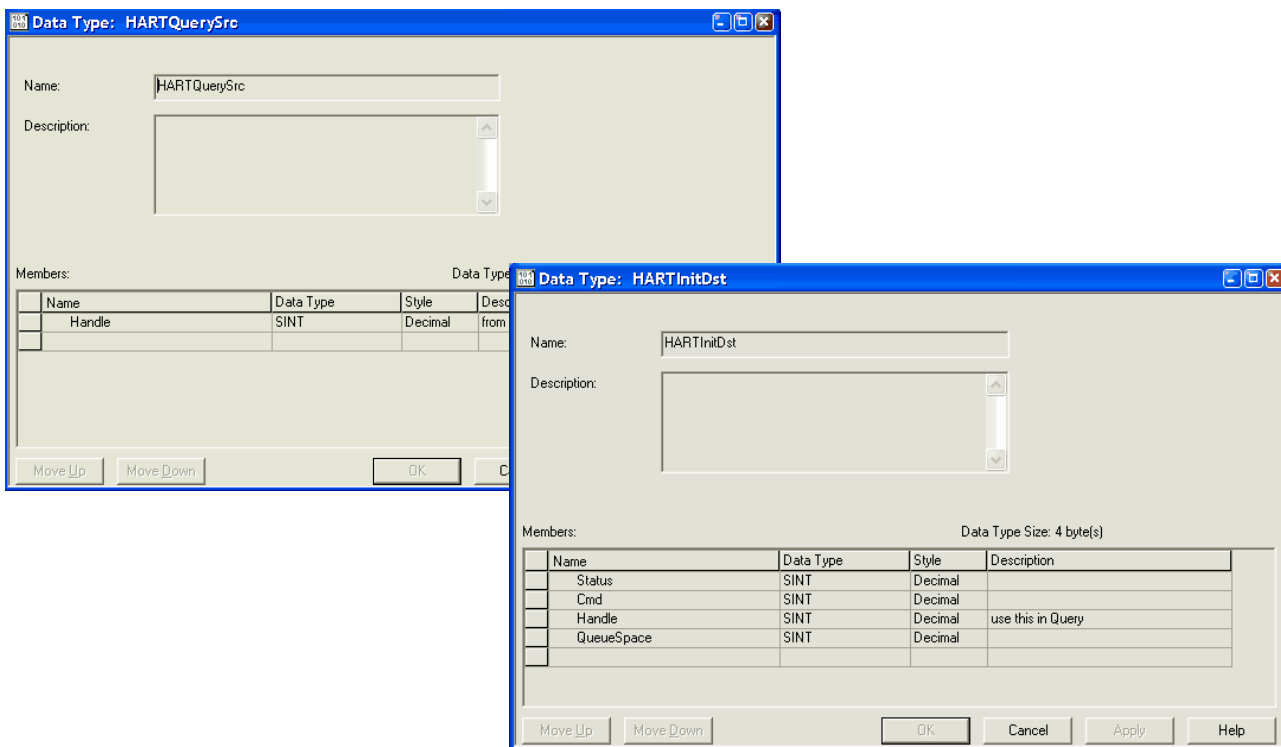 Data Type: HARTQuerySrc
Name: HARTQuerySrc
Description:
Members: Data Type
Name Data Type Style Desc
Handle SINT Decimal from
Move Up Move Down OK C
Data Type: HARTInitDst
Name: HARTInitDst
Description:
Members: Data Type Size: 4 byte(s)
Name Data Type Style Description
Status SINT Decimal
Cmd SINT Decimal
Handle SINT Decimal use this in Query
QueueSpace SINT Decimal
Move Up Move Down OK Cancel Apply Help